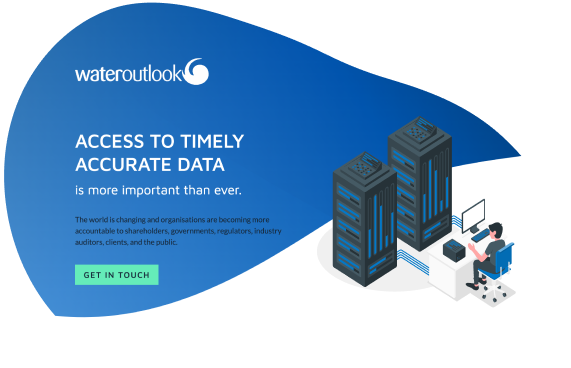 wateroutlook
ACCESS TO TIMELY
ACCURATE DATA
is more important than ever.
The world is changing and organisations are becoming more
accountable to shareholders, governments, regulators, industry
auditors, clients, and the public.
GET IN TOUCH